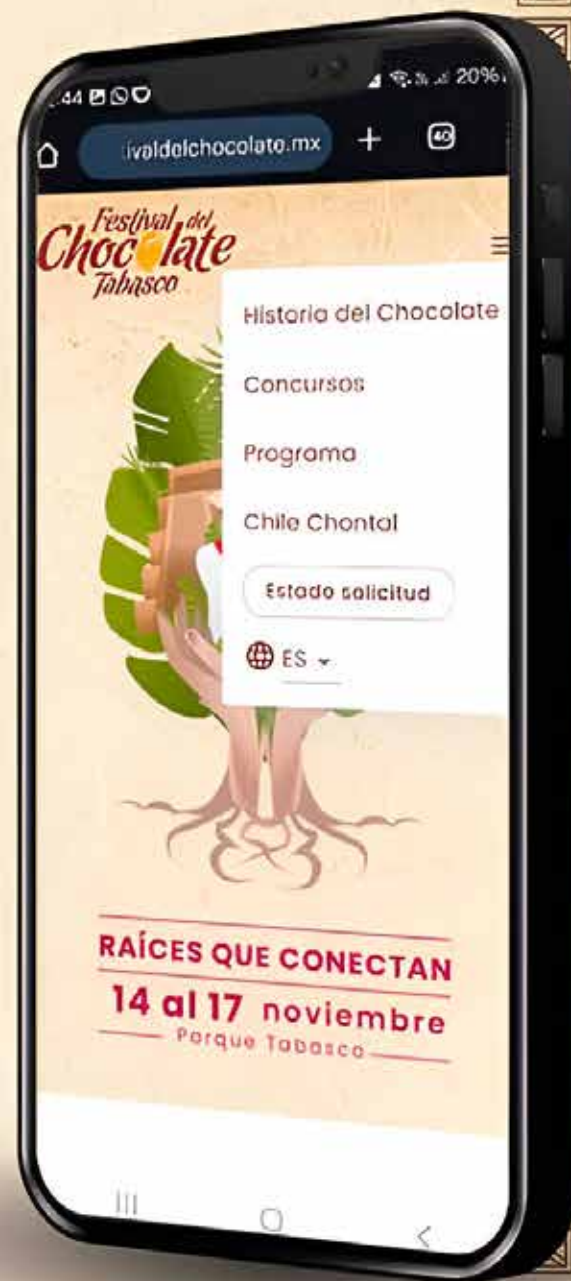 :44 20%
ivaldelchocolate.mx + 40
Festival del
Chocolate
Tabasco
Historia del Chocolate
Concursos
Programa
Chile Chontal
Estado solicitud
ES
RAÍCES QUE CONECTAN
14 al 17 noviembre
Parque Tabasco